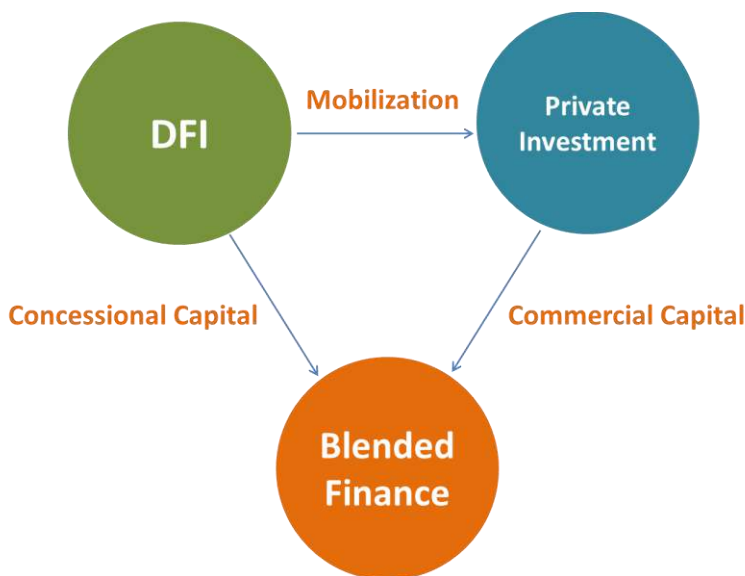 Mobilization
DFI
Private
Investment
Concessional Capital
Commercial Capital
Blended
Finance